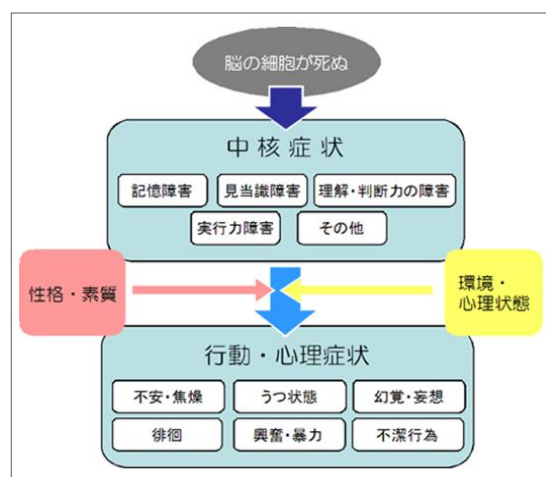 脳の細胞が死ぬ
中核症状
記憶障害
見当識障害
理解・判断力の障害
実行力障害
その他
性格・素質
環境・
心理状態
行動・心理症状
不安・焦燥
うつ状態
幻覚・妄想
徘徊
興奮・暴力
不潔行為